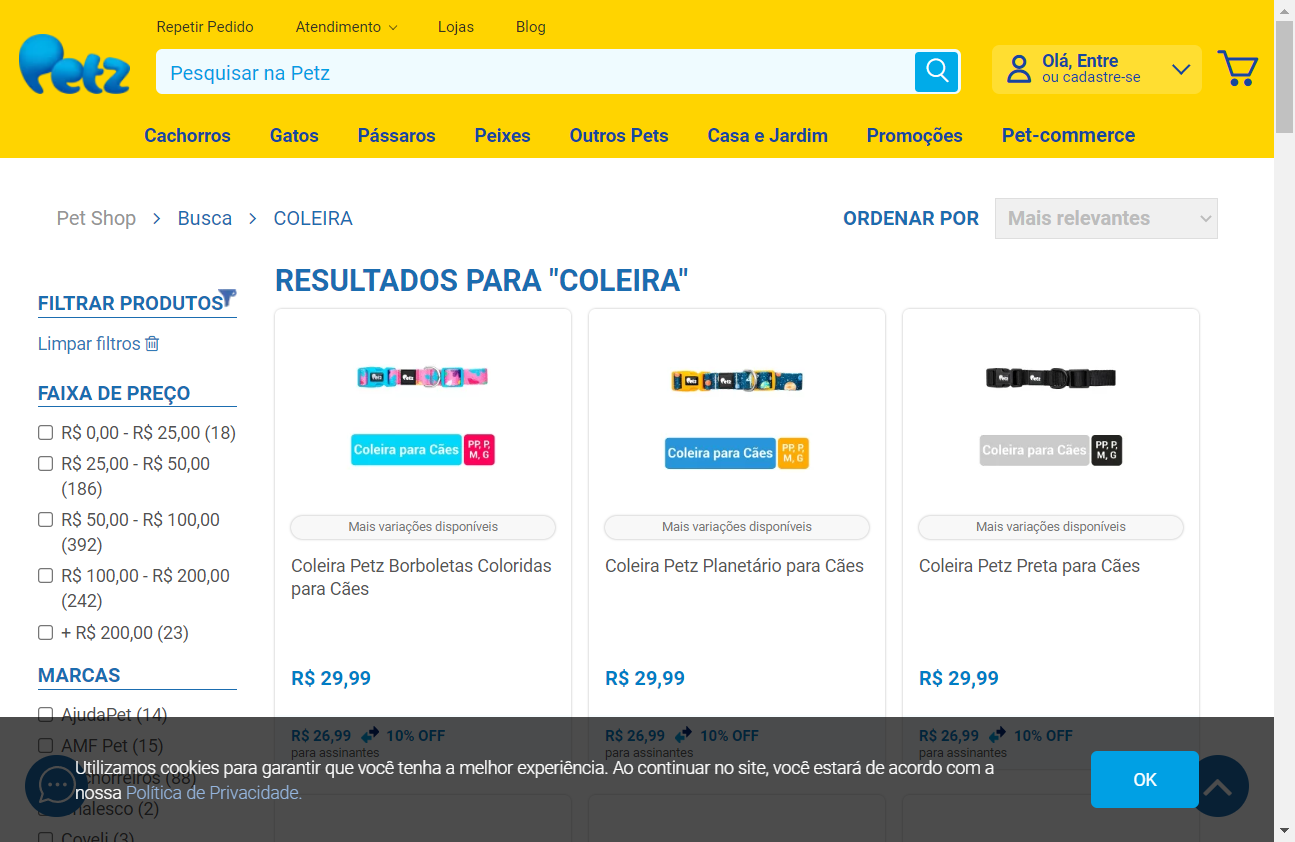 Repetir Pedido Atendimento Lojas Blog
Petz
Pesquisar na Petz
Olá, Entre
ou cadastre-se
Cachorros Gatos Pássaros Peixes Outros Pets Casa e Jardim Promoções Pet-commerce
Pet Shop > Busca > COLEIRA
ORDENAR POR Mais relevantes
RESULTADOS PARA "COLEIRA"
FILTRAR PRODUTOS
Limpar filtros
FAIXA DE PREÇO
R$ 0,00 - R$ 25,00 (18)
R$ 25,00 - R$ 50,00
(186)
R$ 50,00 - R$ 100,00
(392)
R$ 100,00 - R$ 200,00
(242)
+ R$ 200,00 (23)
MARCAS
AjudaPet (14)
AMF Pet (15)
(88)
(2)
Coveli (3)
Coleira para Cães PP, P, M, G
Mais variações disponíveis
Coleira Petz Borboletas Coloridas
para Cães
R$ 29,99
R$ 26,99 10% OFF
para assinantes
Coleira para Cães PP, P, M, G
Mais variações disponíveis
Coleira Petz Planetário para Cães
R$ 29,99
R$ 26,99 10% OFF
para assinantes
Coleira para Cães PP, P, M, G
Mais variações disponíveis
Coleira Petz Preta para Cães
R$ 29,99
R$ 26,99 10% OFF
para assinantes
Utilizamos cookies para garantir que você tenha a melhor experiência. Ao continuar no site, você estará de acordo com a
nossa Política de Privacidade.
OK